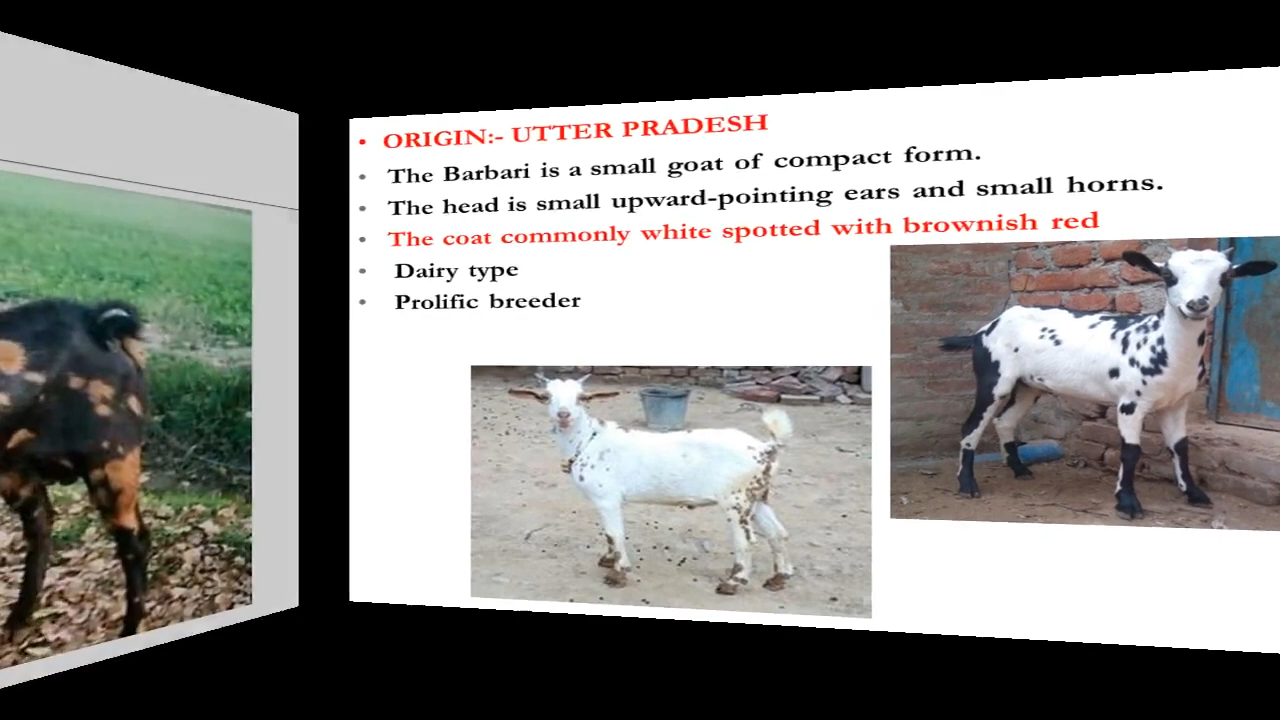 • ORIGIN:- UTTER PRADESH
• The Barbari is a small goat of compact form.
• The head is small upward-pointing ears and small horns.
• The coat commonly white spotted with brownish red
• Dairy type
• Prolific breeder